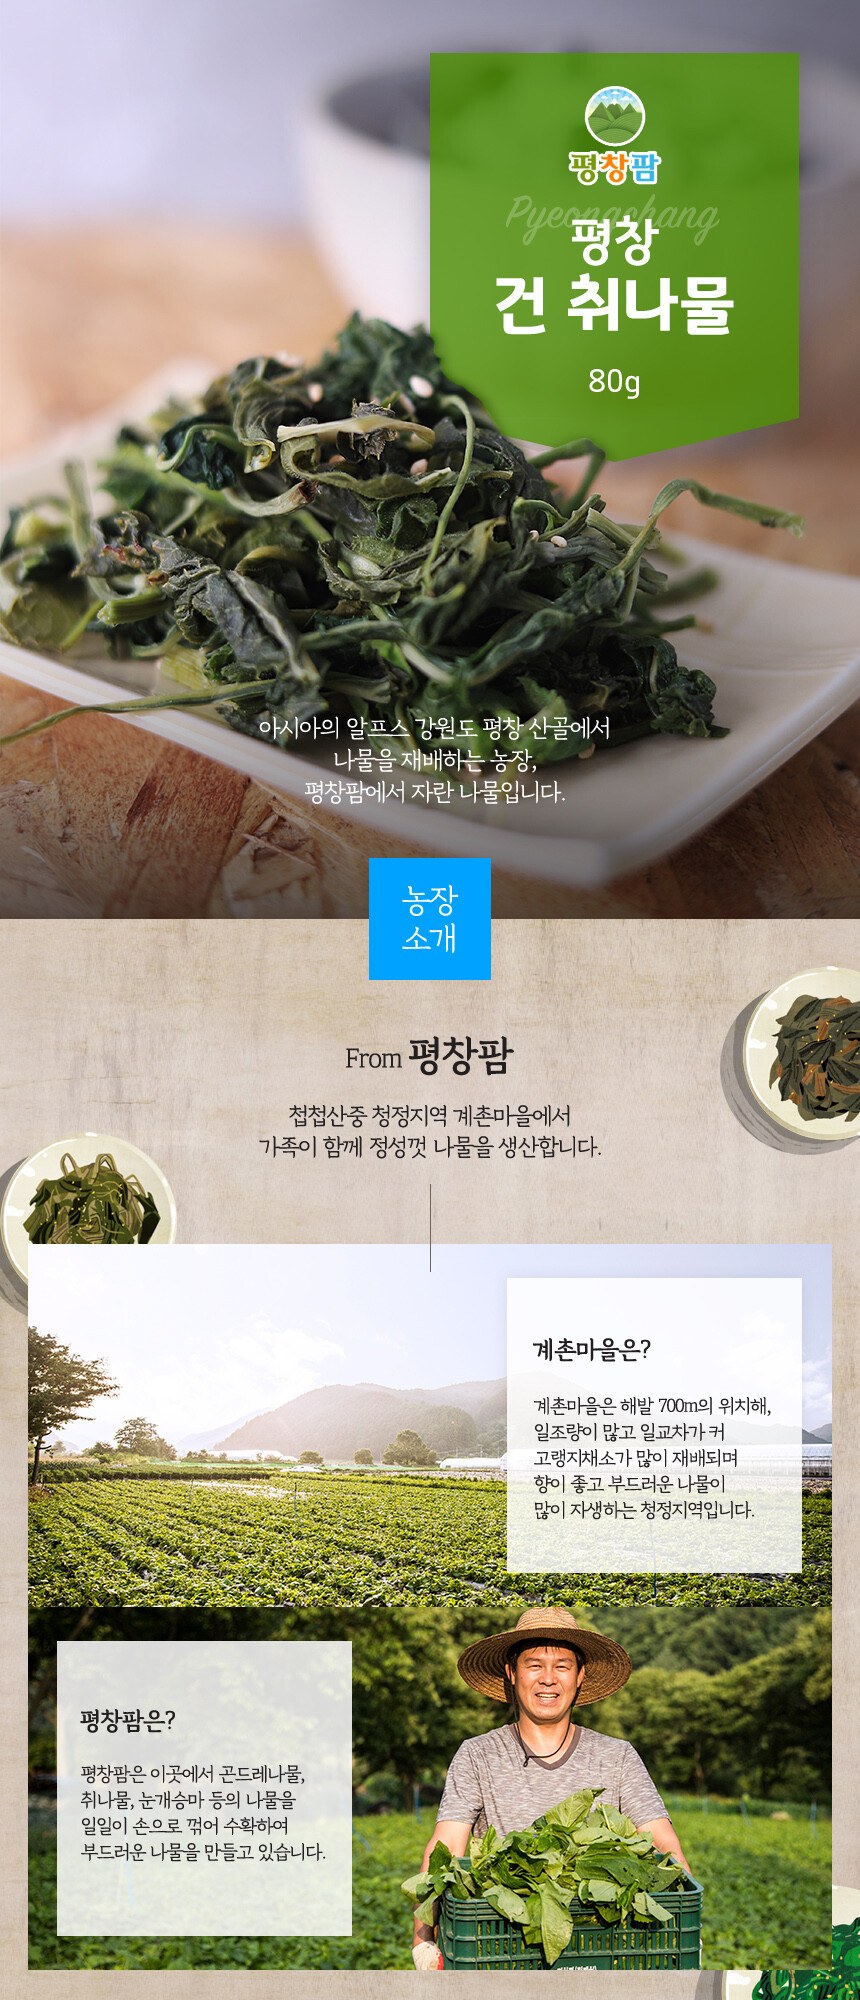 평창팜
Pyeongchang
평창
건 취나물
80g
아시아의 알프스 강원도 평창 산골에서
나물을 재배하는 농장,
평창팜에서 자란 나물입니다.
농장
소개
From 평창팜
첩첩산중 청정지역 계촌마을에서
가족이 함께 정성껏 나물을 생산합니다.
계촌마을은?
계촌마을은 해발 700m의 위치해,
일조량이 많고 일교차가 커
고랭지채소가 많이 재배되며
향이 좋고 부드러운 나물이
많이 자생하는 청정지역입니다.
평창팜은?
평창팜은 이곳에서 곤드레나물,
취나물, 눈개승마 등의 나물을
일일이 손으로 꺾어 수확하여
부드러운 나물을 만들고 있습니다.